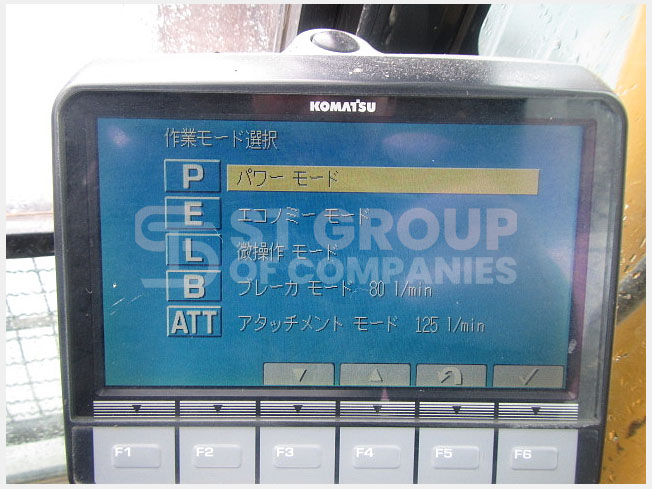 KOMATSU
作業モード選択
P パワー モード
E エコノミー モード
L 微操作 モード
B ブレーカ モード 80 l/min
ATT アタッチメント モード 125 l/min
SJ GROUP
OF COMPANIES
F1 F2 F3 F4 F5 F6